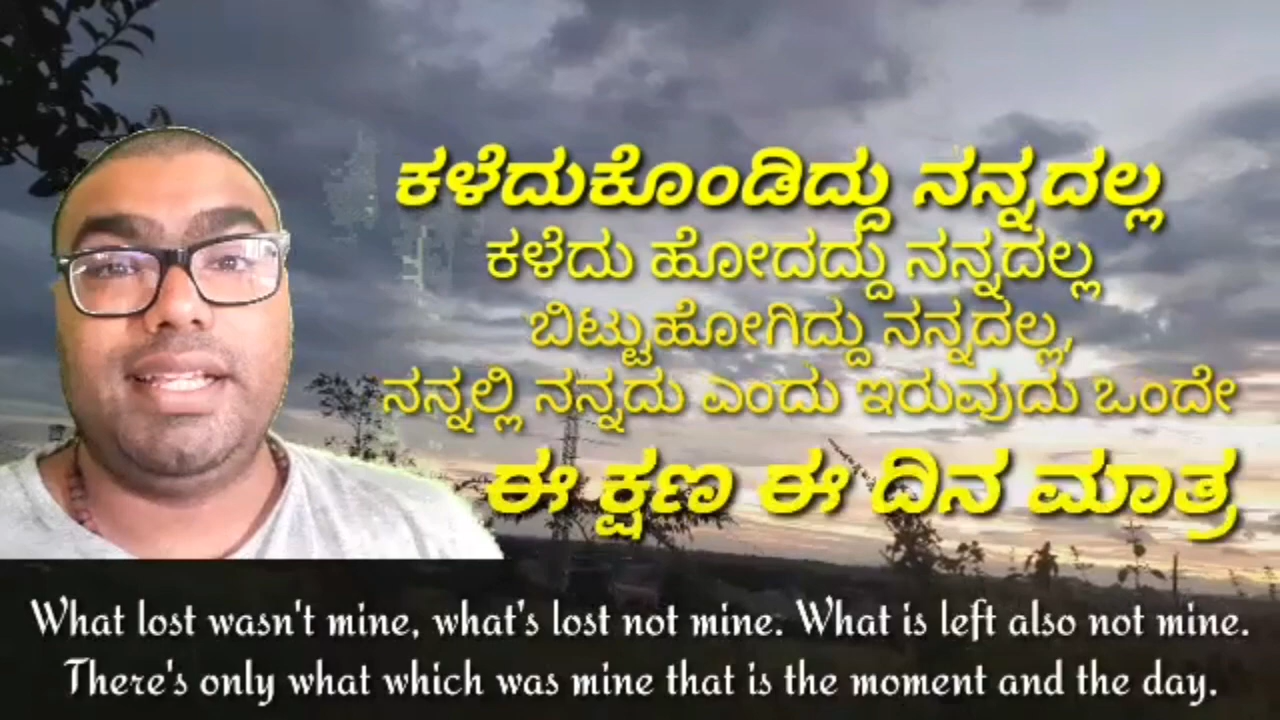 ಕಳೆದುಕೊಂಡಿದ್ದು ನನ್ನದಲ್ಲ
ಕಳೆದು ಹೋದದ್ದು ನನ್ನದಲ್ಲ
ಬಿಟ್ಟುಹೋಗಿದ್ದು ನನ್ನದಲ್ಲ,
ನನ್ನಲ್ಲಿ ನನ್ನದು ಎಂದು ಇರುವುದು ಒಂದೇ
ಈ ಕ್ಷಣ ಈ ದಿನ ಮಾತ್ರ
What lost wasn't mine, what's lost not mine. What is left also not mine.
There's only what which was mine that is the moment and the day.